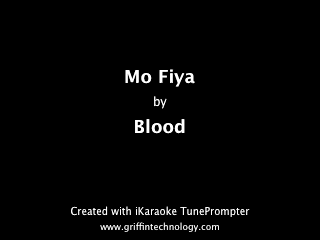 Mo Fiya
by
Blood
Created with iKaraoke TunePrompter
www.griffintechnology.com